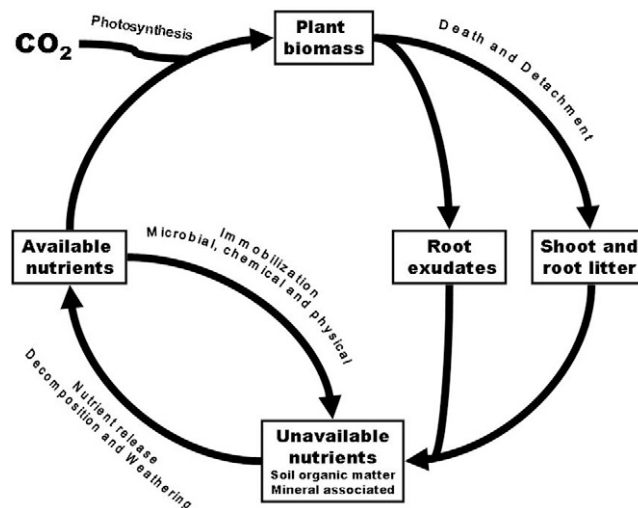 Photosynthesis
CO₂
Plant
biomass
Death and Detachment
Available
nutrients
Immobilization
Microbial, chemical and physical
Root
exudates
Shoot and
root litter
Nutrient release
Decomposition and Weathering
Unavailable
nutrients
Soil organic matter
Mineral associated